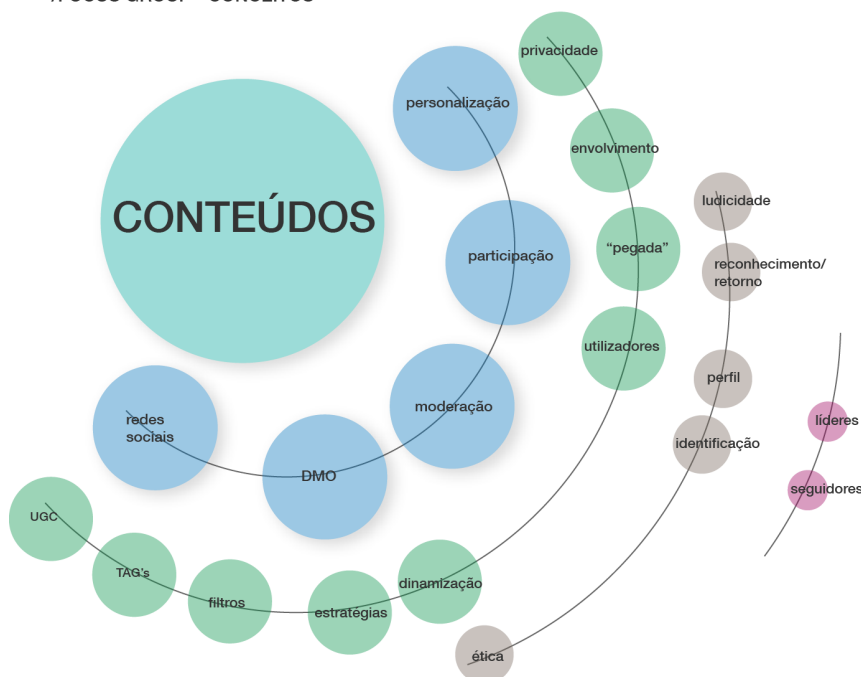 privacidade
personalização
envolvimento
CONTEÚDOS
ludicidade
participação
“pegada”
reconhecimento/
retorno
utilizadores
perfil
moderação
redes
sociais
líderes
identificação
DMO
seguidores
UGC
TAG's
filtros
estratégias
dinamização
ética